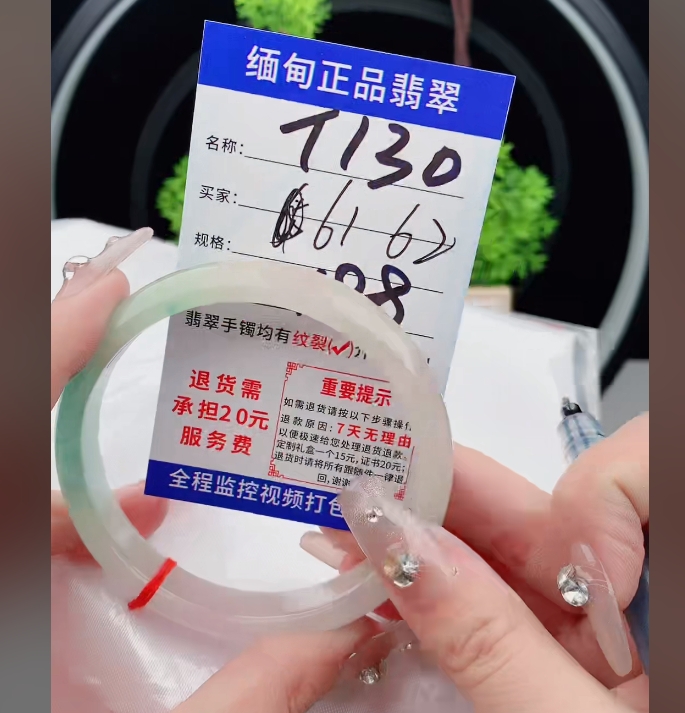 缅甸正品翡翠
名称: T130
买家: 61 62
规格:
08
翡翠手镯均有纹裂(✓)
退货需
承担20元
服务费
重要提示
如需退货请按以下步骤操作
退款原因:7天无理由
以便极速给您处理退货退款。
定制礼盒一个15元,证书20元;
退货时请将所有跟随件一律退
回,谢谢
全程监控视频打包